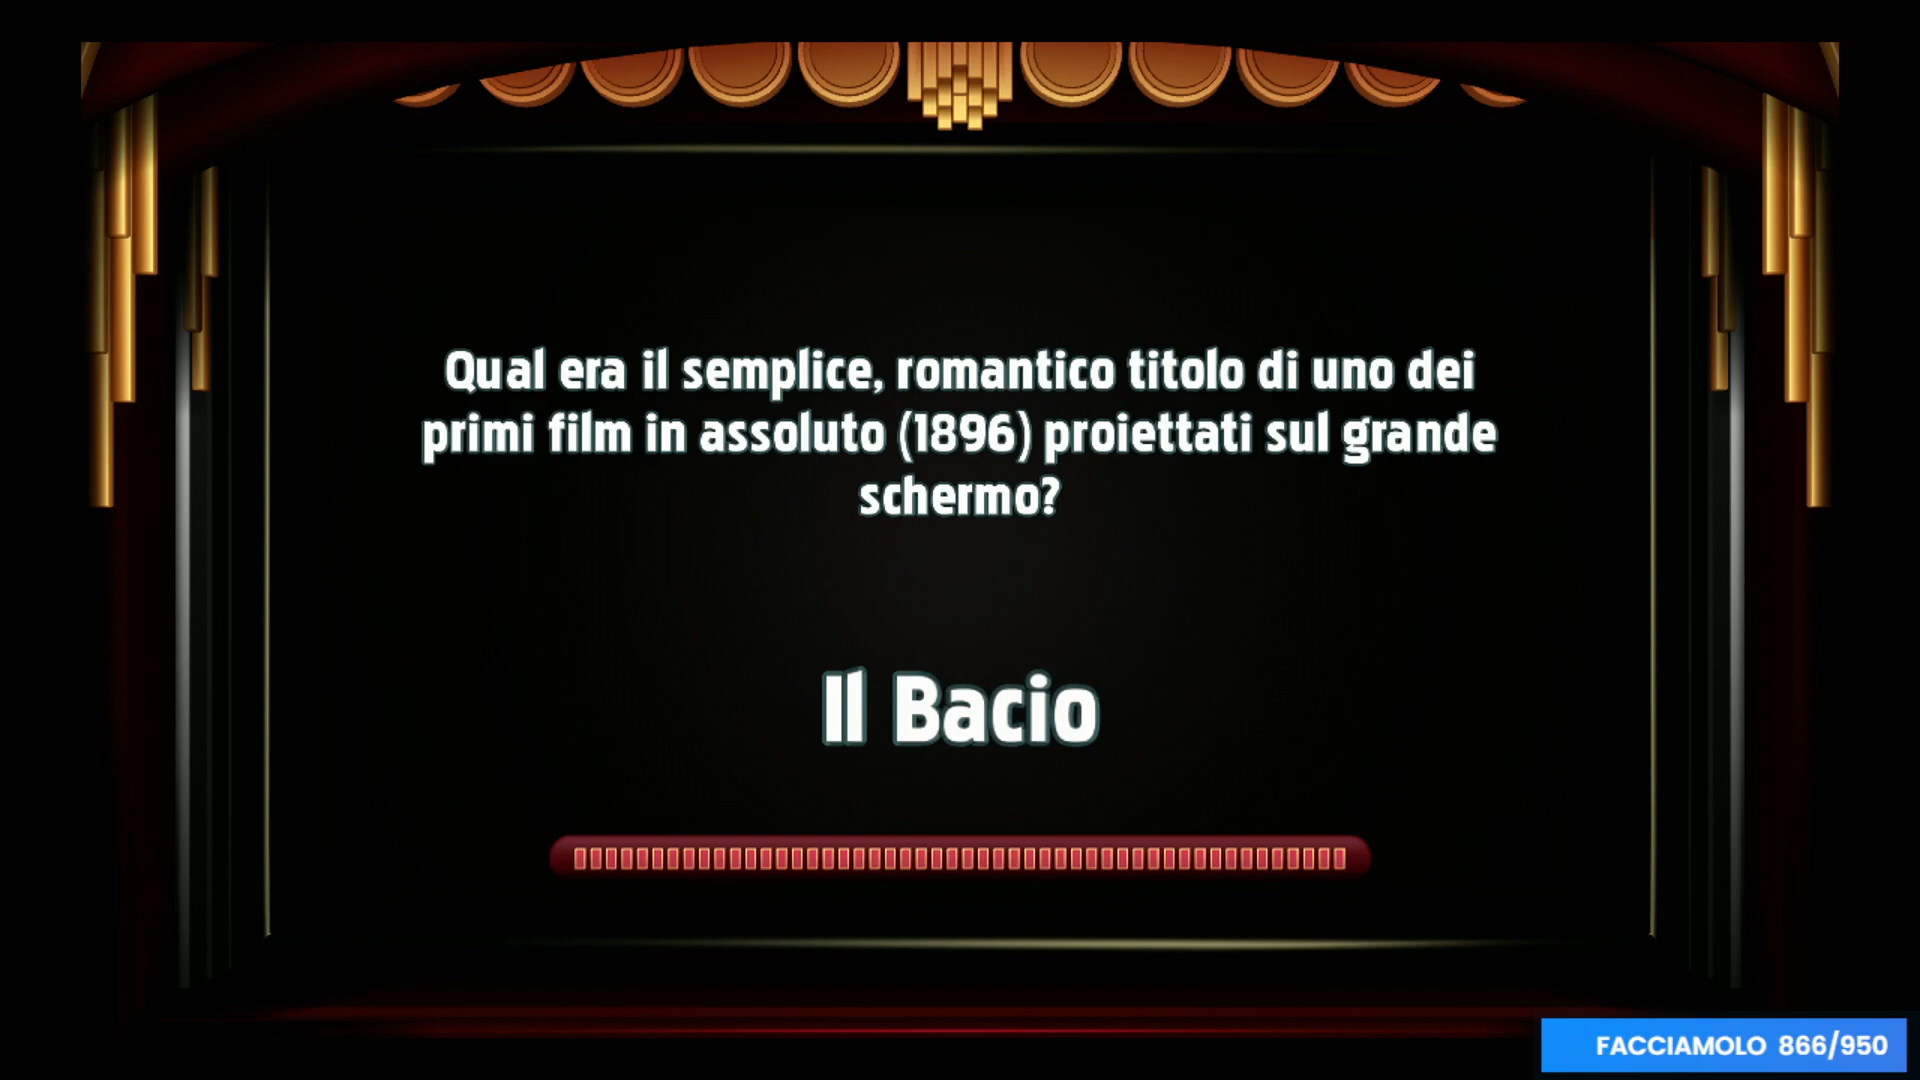 Qual era il semplice, romantico titolo di uno dei
primi film in assoluto (1896) proiettati sul grande
schermo?
Il Bacio
FACCIAMOLO 866/950